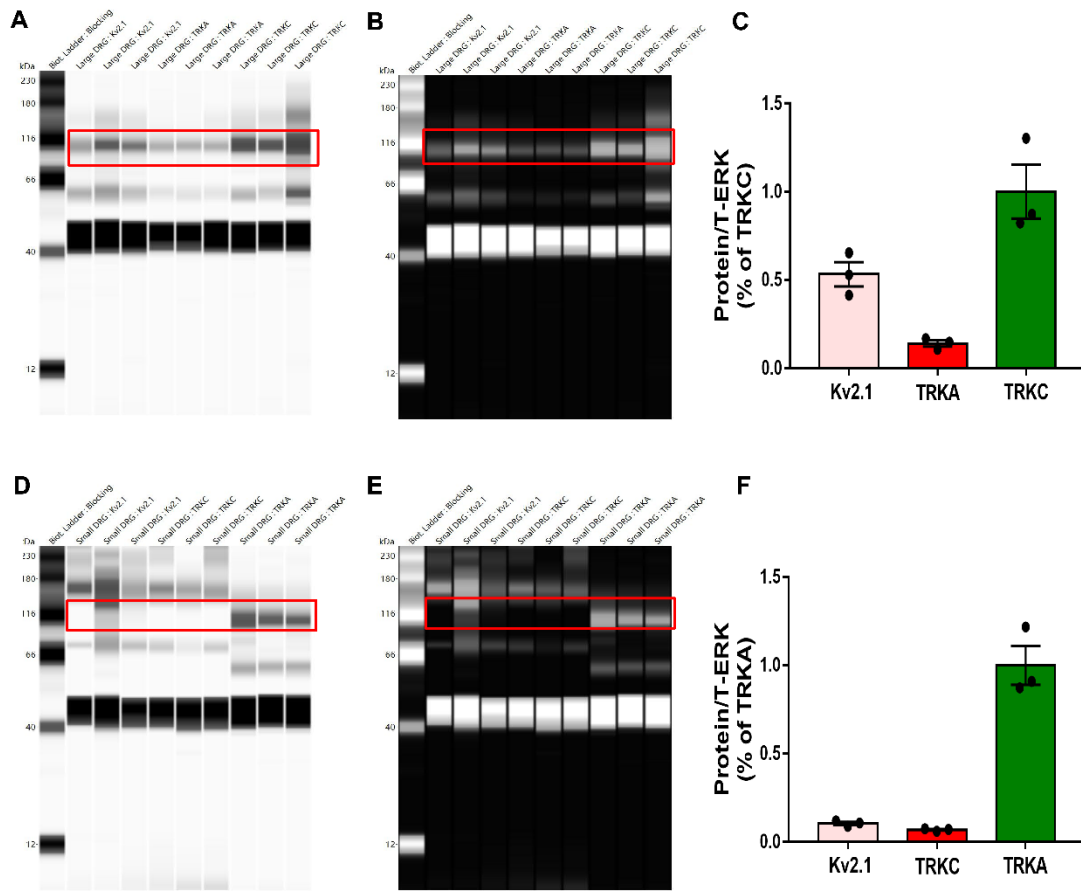 A
Biot. Ladder : Blocking
Large DRG : Kv2.1
Large DRG : Kv2.1
Large DRG : Kv2.1
Large DRG : TRKA
Large DRG : TRKA
Large DRG : TRKA
Large DRG : TRKC
Large DRG : TRKC
Large DRG : TRKC
kDa
230
180
116
66
40
12-
B
Biot. Ladder : Blocking
Large DRG : Kv2.1
Large DRG : Kv2.1
Large DRG : Kv2.1
Large DRG : TRKA
Large DRG : TRKA
Large DRG : TRKA
Large DRG : TRKC
Large DRG : TRKC
Large DRG : TRKC
kDa
230
180
116
66
40
12-
C
Protein/T-ERK
(% of TRKC)
1.5
1.0
0.5
0.0
Kv2.1
TRKA
TRKC
D
Biot. Ladder : Blocking
Small DRG : Kv2.1
Small DRG : Kv2.1
Small DRG : Kv2.1
Small DRG : TRKC
Small DRG : TRKC
Small DRG : TRKC
Small DRG : TRKA
Small DRG : TRKA
Small DRG : TRKA
kDa
230
180-
116
66
40
12-
E
Biot. Ladder : Blocking
Small DRG : Kv2.1
Small DRG : Kv2.1
Small DRG : Kv2.1
Small DRG : TRKC
Small DRG : TRKC
Small DRG : TRKC
Small DRG : TRKA
Small DRG : TRKA
Small DRG : TRKA
kDa
230
180-
116
66
40
12-
F
Protein/T-ERK
(% of TRKA)
1.5
1.0
0.5
0.0
Kv2.1
TRKC
TRKA